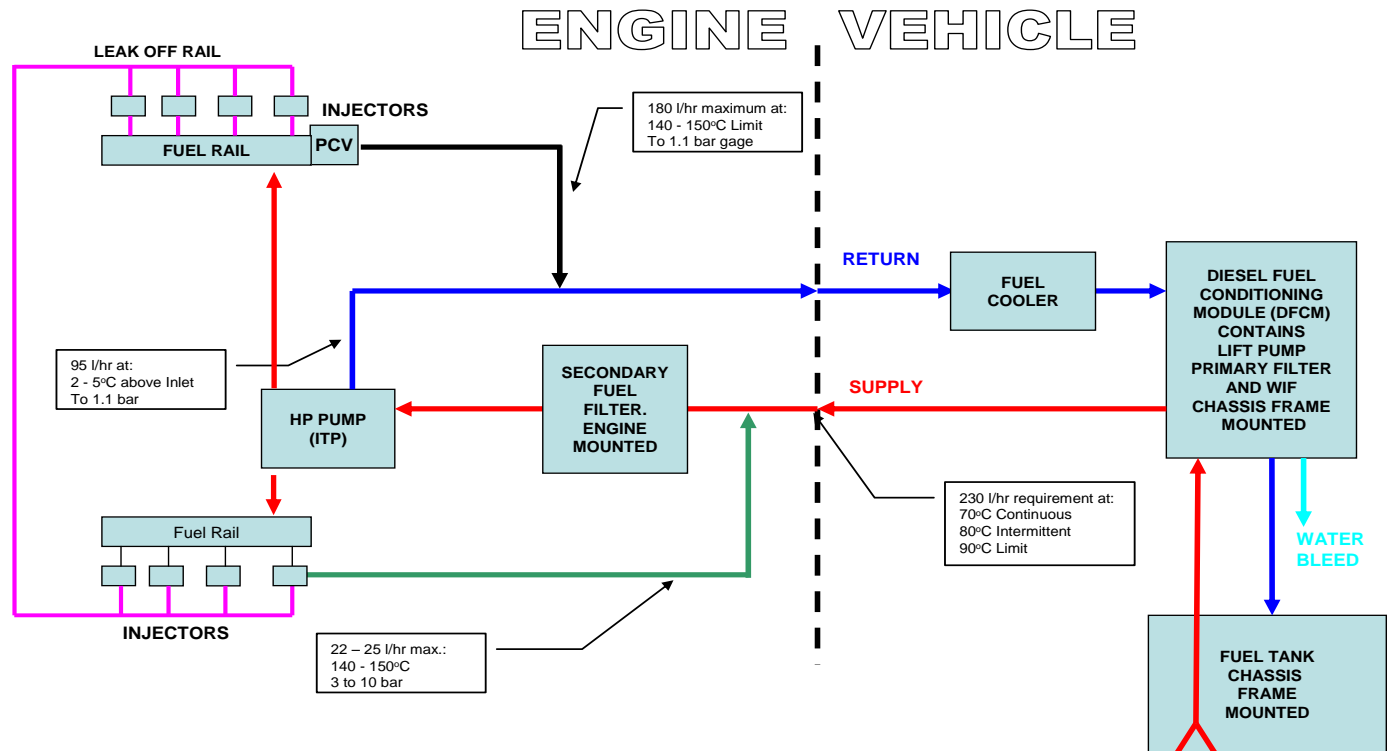 ENGINE
VEHICLE
LEAK OFF RAIL
INJECTORS
FUEL RAIL
PCV
180 l/hr maximum at:
140 - 150°C Limit
To 1.1 bar gage
RETURN
FUEL
COOLER
DIESEL FUEL
CONDITIONING
MODULE (DFCM)
CONTAINS
LIFT PUMP
PRIMARY FILTER
AND WIF
CHASSIS FRAME
MOUNTED
95 l/hr at:
2 - 5°C above Inlet
To 1.1 bar
HP PUMP
(ITP)
SECONDARY
FUEL
FILTER.
ENGINE
MOUNTED
SUPPLY
230 l/hr requirement at:
70°C Continuous
80°C Intermittent
90°C Limit
WATER
BLEED
Fuel Rail
INJECTORS
22 – 25 l/hr max.:
140 - 150°C
3 to 10 bar
FUEL TANK
CHASSIS
FRAME
MOUNTED